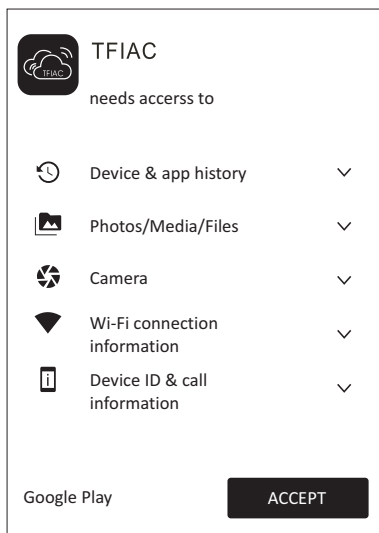 TFIAC
TFIAC
needs accerss to
Device & app history
Photos/Media/Files
Camera
Wi-Fi connection
information
Device ID & call
information
Google Play
ACCEPT